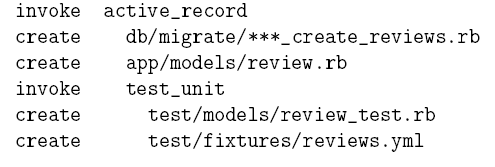 invoke  active_record
create    db/migrate/***_create_reviews.rb
create    app/models/review.rb
invoke    test_unit
create      test/models/review_test.rb
create      test/fixtures/reviews.yml